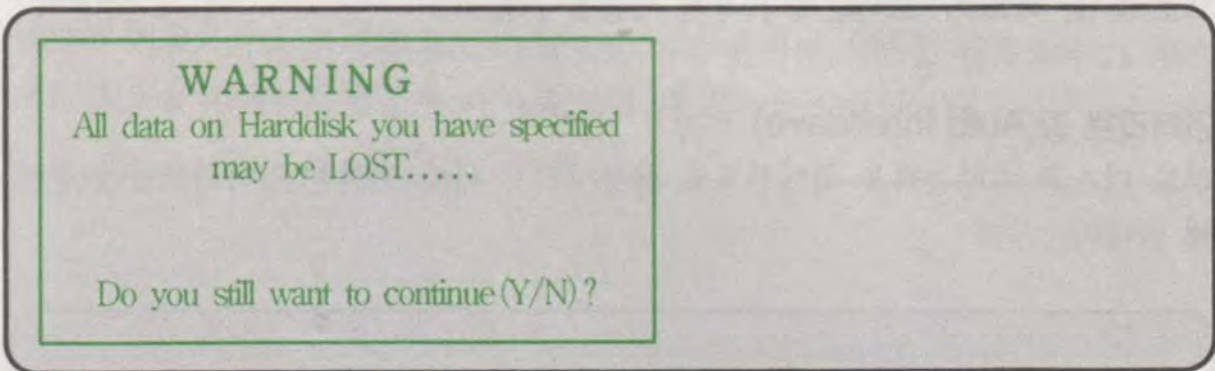 WARNING
All data on Harddisk you have specified
may be LOST.....
Do you still want to continue(Y/N)?